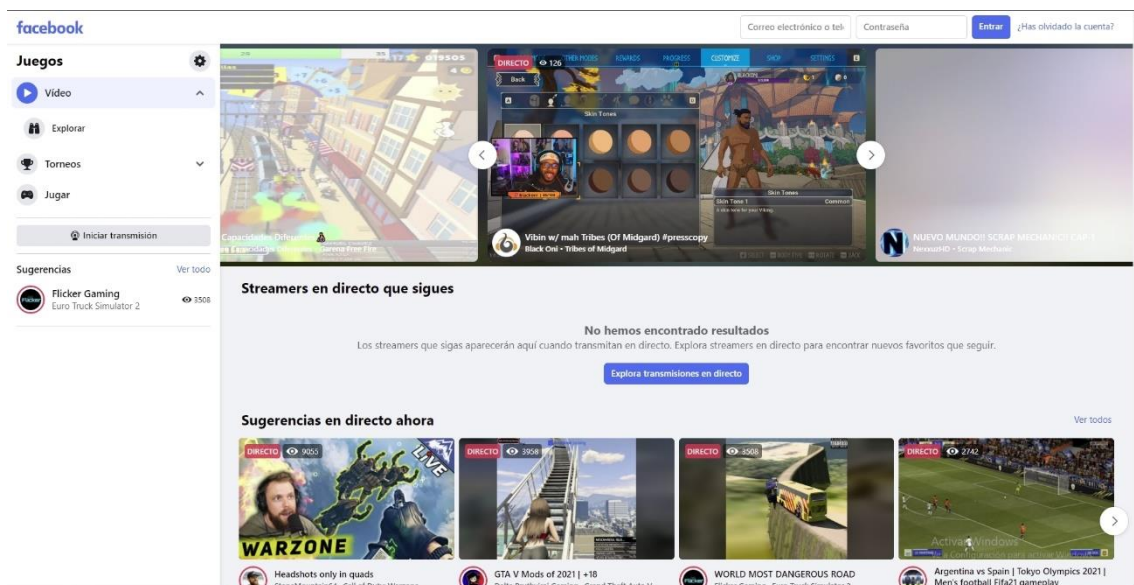 facebook
Correo electrónico o telé
Contraseña
Entrar
¿Has olvidado la cuenta?
Juegos
Vídeo
Explorar
Torneos
Jugar
Iniciar transmisión
Sugerencias
Ver todo
Flicker Gaming
Euro Truck Simulator 2
3508
DIRECTO
126
REWARDS
PROGRESS
CUSTOMIZE
SHOP
SETTINGS
Back
Skin Tones
Skin Tones
Skin Tone 1
Common
Vibin w/ mah Tribes (Of Midgard) #presscopy
Black Oni · Tribes of Midgard
NUEVO MUNDO!! SCRAP MECHANIC!! CAP 1
NexxuzHD · Scrap Mechanic
Streamers en directo que sigues
No hemos encontrado resultados
Los streamers que sigas aparecerán aquí cuando transmitan en directo. Explora streamers en directo para encontrar nuevos favoritos que seguir.
Explora transmisiones en directo
Sugerencias en directo ahora
Ver todos
DIRECTO
9055
LIVE
WARZONE
DIRECTO
3958
DIRECTO
3508
DIRECTO
2742
Activar Windows
Headshots only in quads
GTA V Mods of 2021 | +18
WORLD MOST DANGEROUS ROAD
Argentina vs Spain | Tokyo Olympics 2021 |
Men's football Fifa21 gameplay